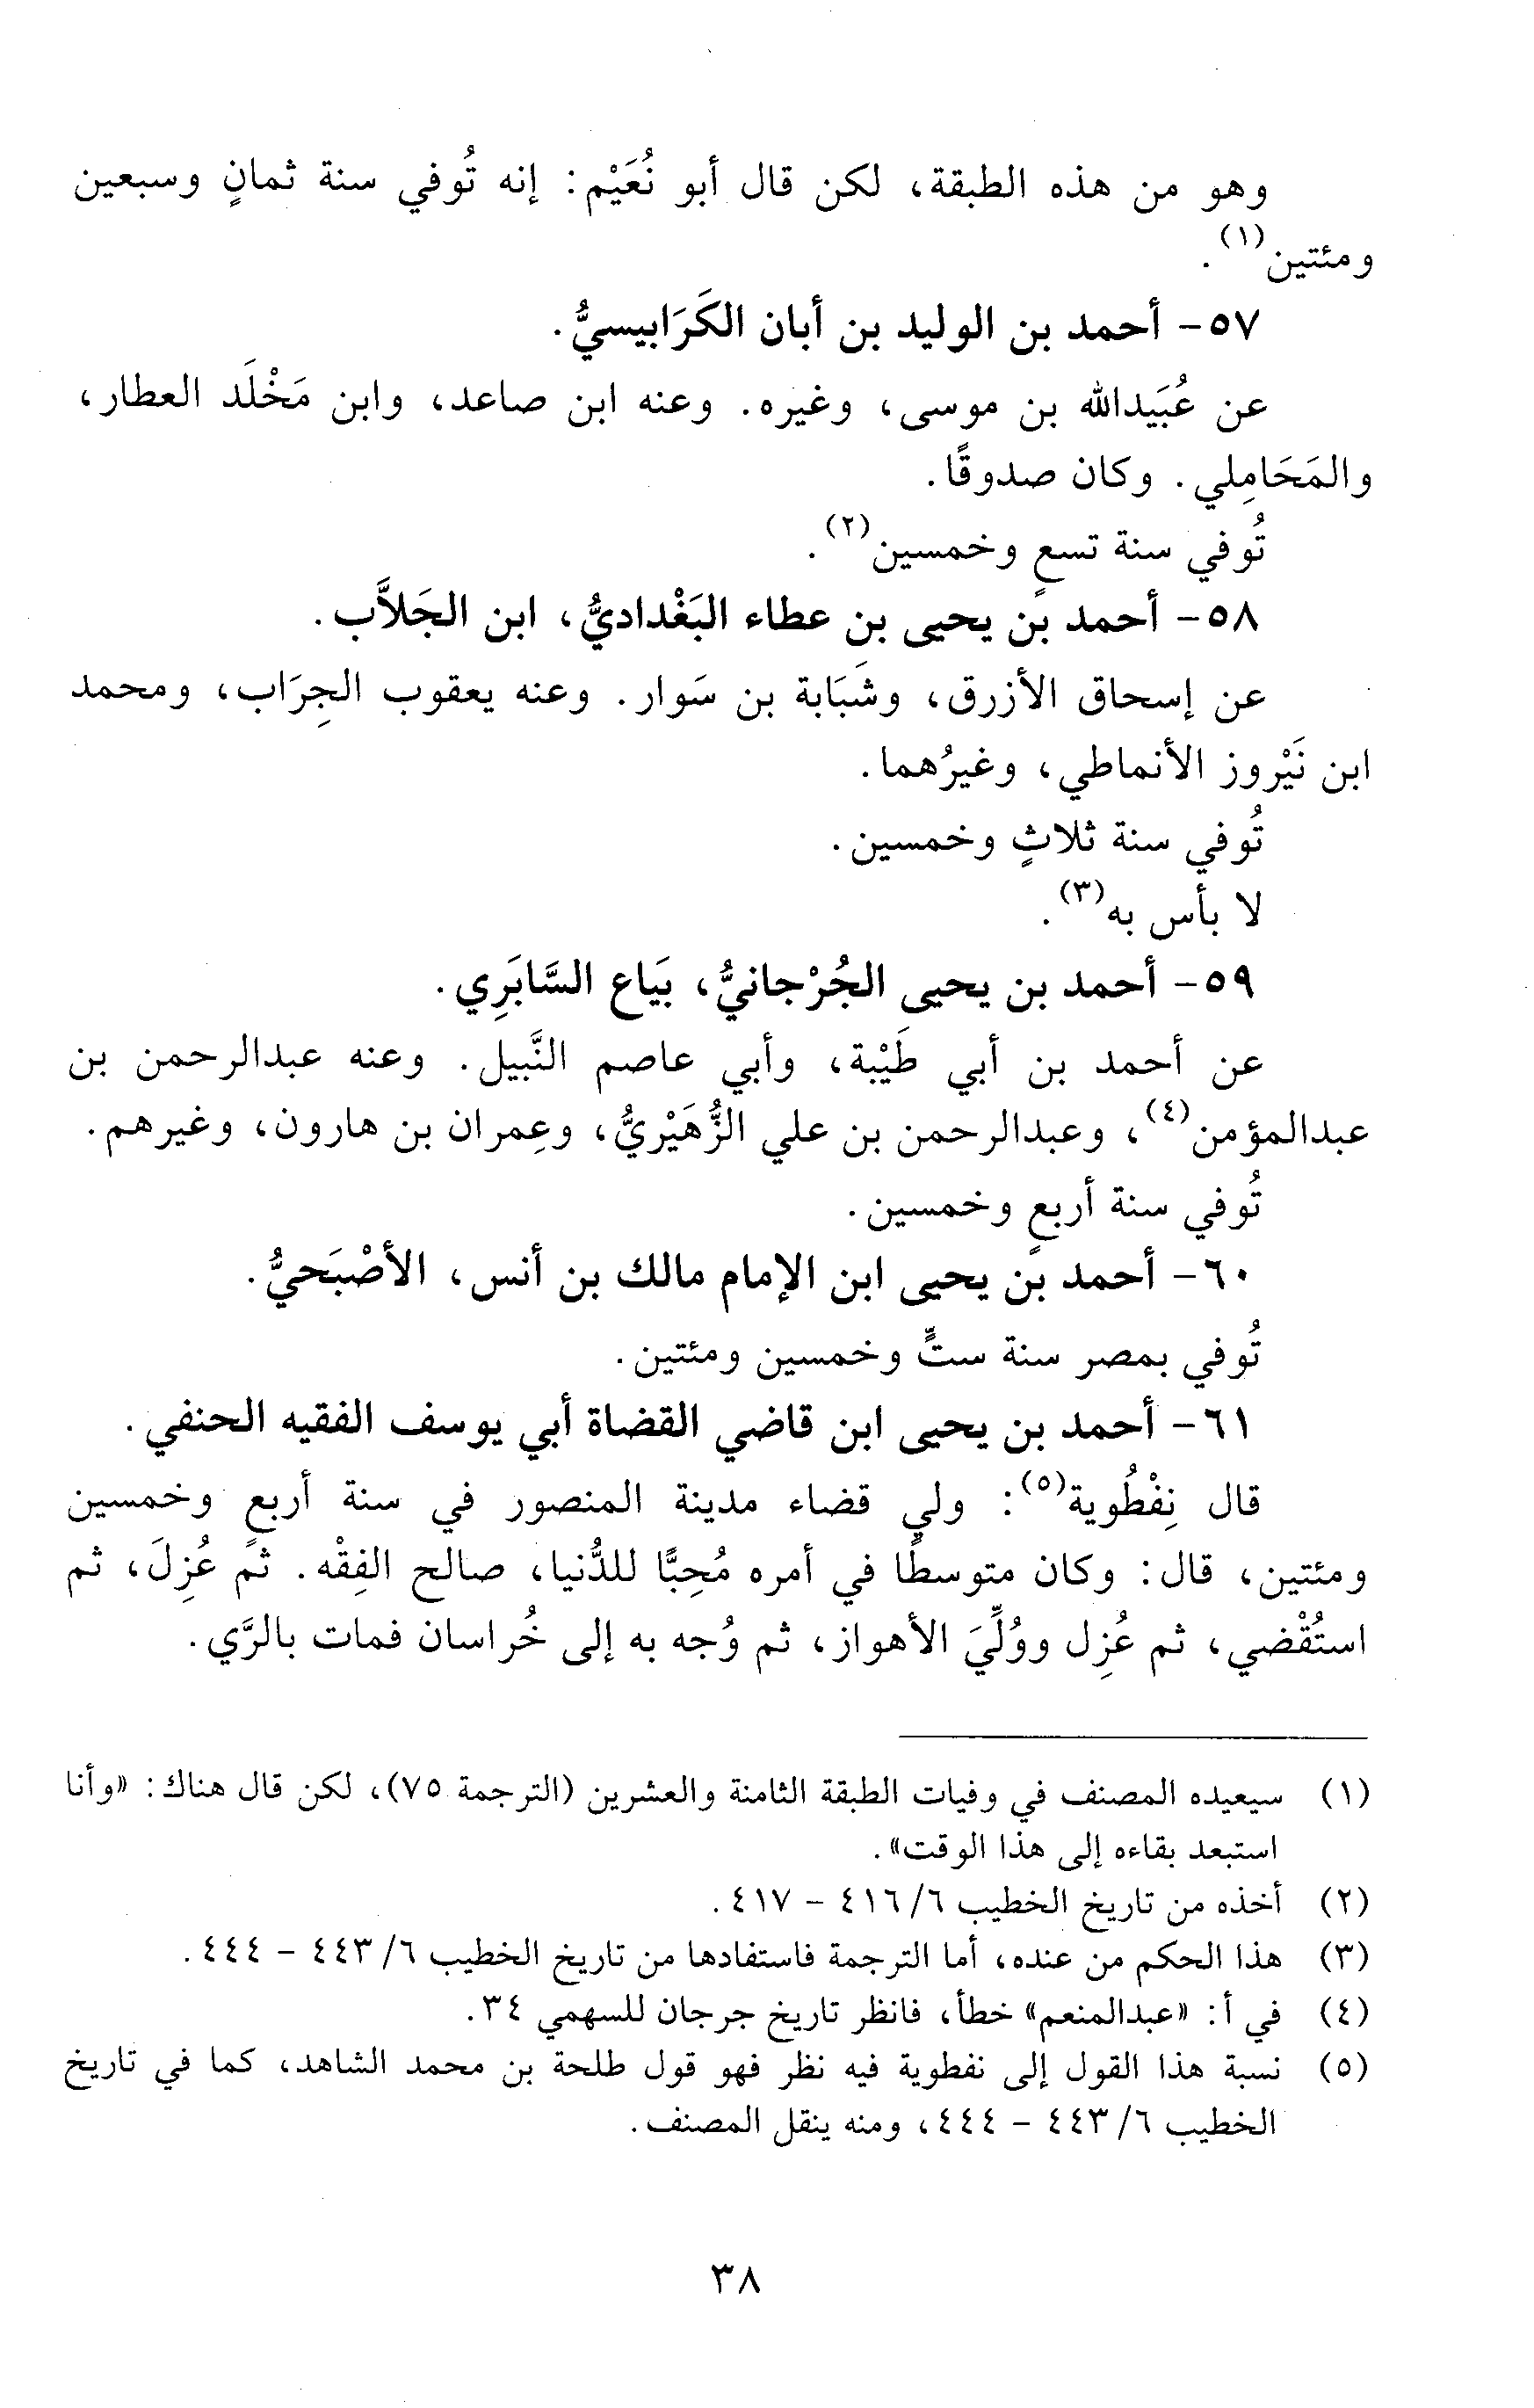 وهو من هذه الطبقة، لكن قال أبو نُعَيْم: إنه تُوفي سنة ثمانٍ وسبعين
ومئتين(١).
٥٧- أحمد بن الوليد بن أبان الكَرَابيسيُّ.
عن عُبَيدالله بن موسى، وغيره. وعنه ابن صاعد، وابن مَخْلَد العطار،
والمَحَامِلي. وكان صدوقًا.
تُوفي سنة تسعٍ وخمسين(٢).
٥٨- أحمد بن يحيى بن عطاء البَغْداديُّ، ابن الجَلاَّب.
عن إسحاق الأزرق، وشَبَابة بن سَوار. وعنه يعقوب الجِرَاب، ومحمد
ابن نَيْروز الأنماطي، وغيرُهما.
تُوفي سنة ثلاثٍ وخمسين.
لا بأس به(٣).
٥٩- أحمد بن يحيى الجُرْجانيُّ، بَياع السَّابَرِي.
عن أحمد بن أبي طَيْبة، وأبي عاصم النَّبيل. وعنه عبدالرحمن بن
عبدالمؤمن(٤)، وعبدالرحمن بن علي الزُّهَيْريُّ، وعِمران بن هارون، وغيرهم.
تُوفي سنة أربعٍ وخمسين.
٦٠- أحمد بن يحيى ابن الإمام مالك بن أنس، الأصْبَحيُّ.
تُوفي بمصر سنة ستٍّ وخمسين ومئتين.
٦١- أحمد بن يحيى ابن قاضي القضاة أبي يوسف الفقيه الحنفي.
قال نِفْطُوية(٥): ولي قضاء مدينة المنصور في سنة أربعٍ وخمسين
ومئتين، قال: وكان متوسطًا في أمره مُحِبًّا للدُّنيا، صالح الفِقْه. ثم عُزِلَ، ثم
استُقْضي، ثم عُزِل ووُلِّيَ الأهواز، ثم وُجه به إلى خُراسان فمات بالرَّي.
(١) سيعيده المصنف في وفيات الطبقة الثامنة والعشرين (الترجمة ٧٥)، لكن قال هناك: «وأنا
استبعد بقاءه إلى هذا الوقت».
(٢) أخذه من تاريخ الخطيب ٦/ ٤١٦ - ٤١٧.
(٣) هذا الحكم من عنده، أما الترجمة فاستفادها من تاريخ الخطيب ٦/ ٤٤٣ - ٤٤٤.
(٤) في أ: «عبدالمنعم» خطأ، فانظر تاريخ جرجان للسهمي ٣٤.
(٥) نسبة هذا القول إلى نفطوية فيه نظر فهو قول طلحة بن محمد الشاهد، كما في تاريخ
الخطيب ٦/ ٤٤٣ - ٤٤٤، ومنه ينقل المصنف.
٣٨